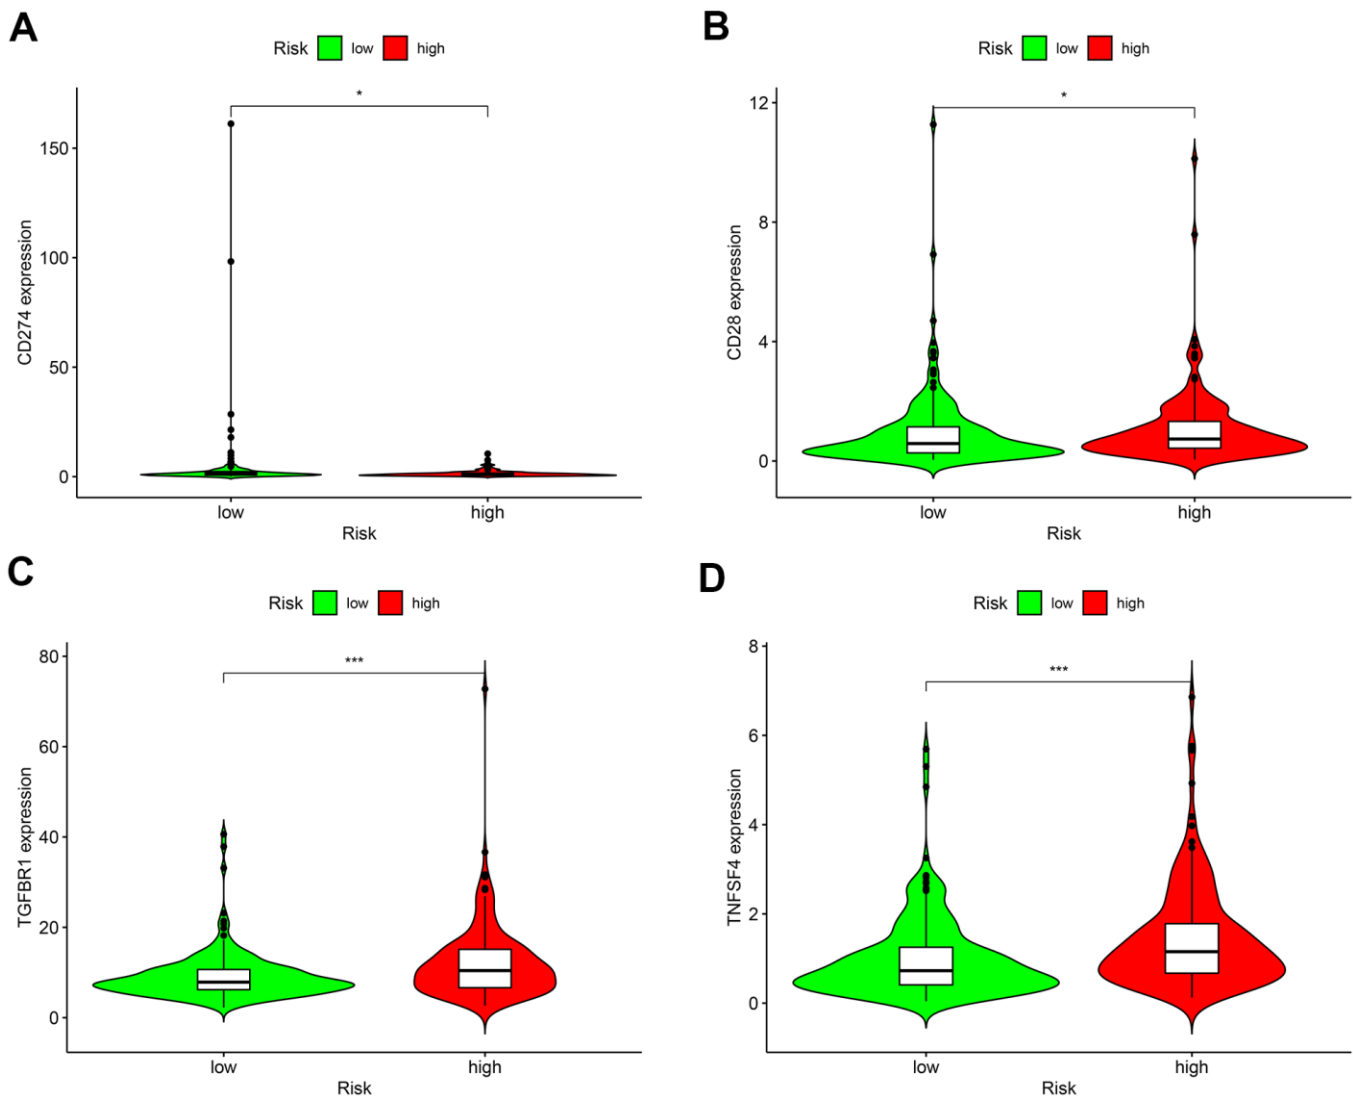 A
Risk low high
*
CD274 expression
150
100
50
0
low high
Risk
B
Risk low high
*
CD28 expression
12
8
4
0
low high
Risk
C
Risk low high
***
TGFBR1 expression
80
60
40
20
0
low high
Risk
D
Risk low high
***
TNFSF4 expression
8
6
4
2
0
low high
Risk